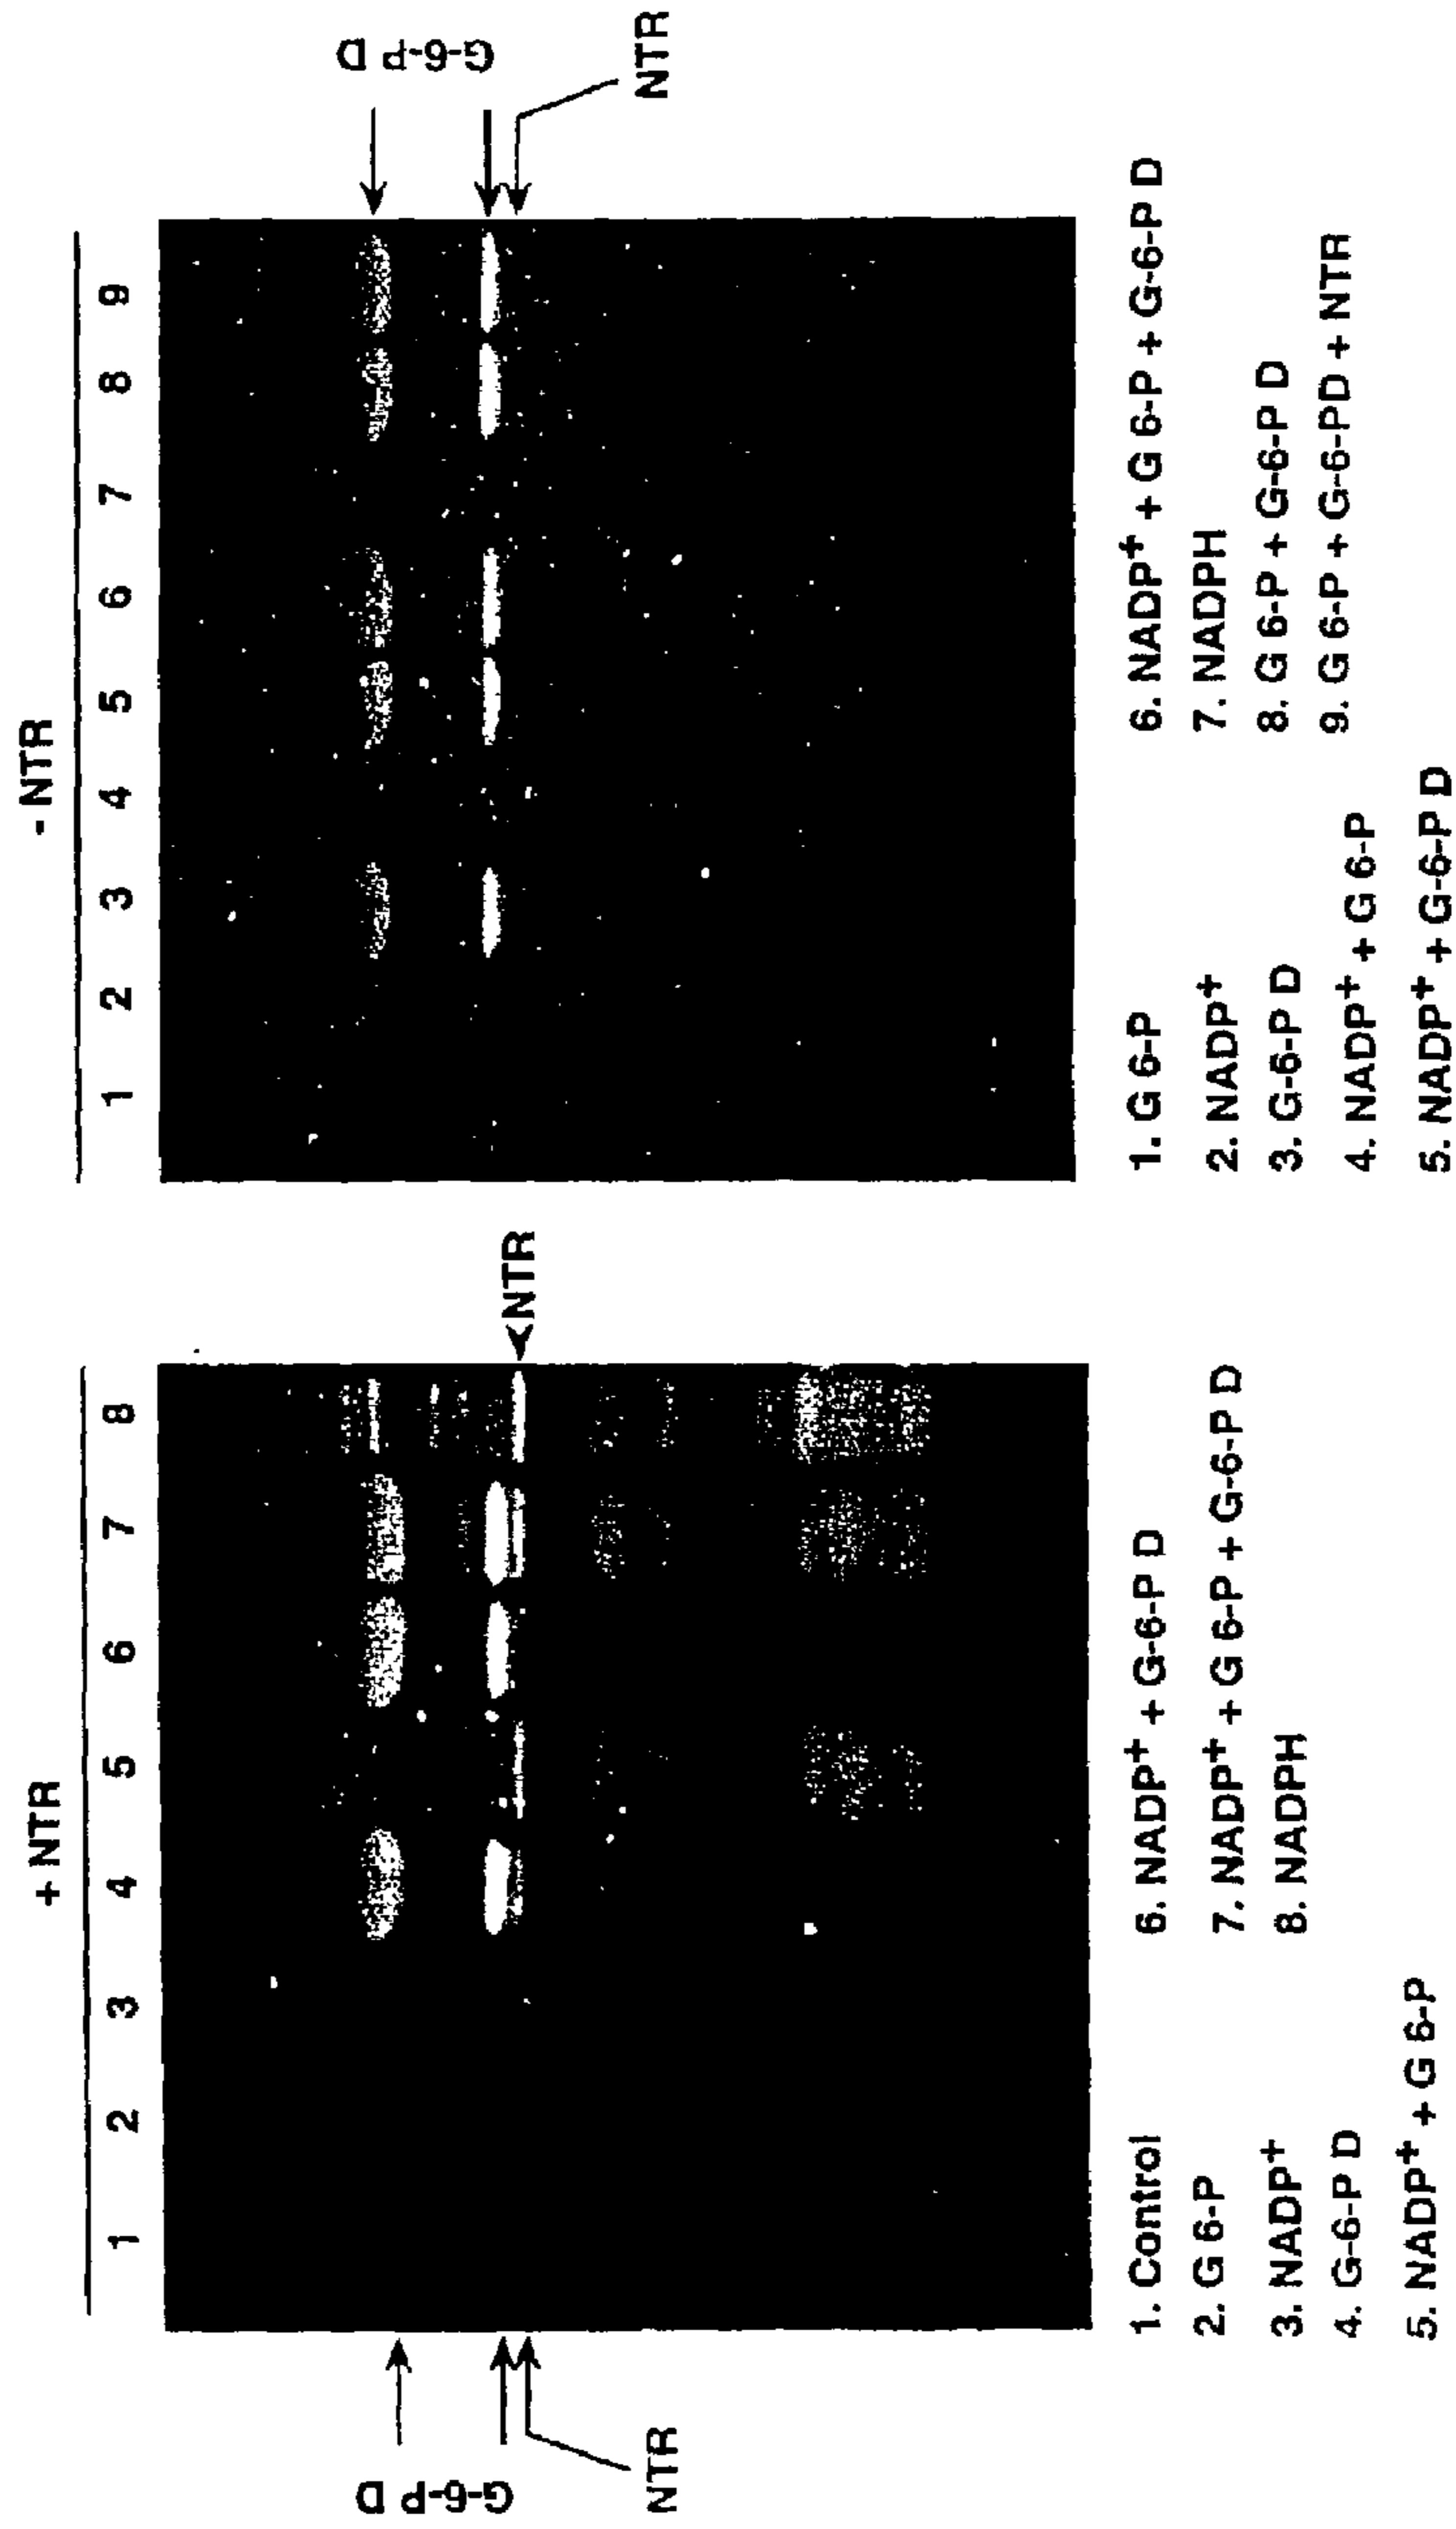 + NTR
1 2 3 4 5 6 7 8
G-6-P D
NTR
NTR
1. Control
2. G 6-P
3. NADP+
4. G-6-P D
5. NADP+ + G 6-P
6. NADP+ + G-6-P D
7. NADP+ + G 6-P + G-6-P D
8. NADPH
- NTR
1 2 3 4 5 6 7 8 9
G-6-P D
NTR
1. G 6-P
2. NADP+
3. G-6-P D
4. NADP+ + G 6-P
5. NADP+ + G-6-P D
6. NADP+ + G 6-P + G-6-P D
7. NADPH
8. G 6-P + G-6-P D
9. G 6-P + G-6-PD + NTR